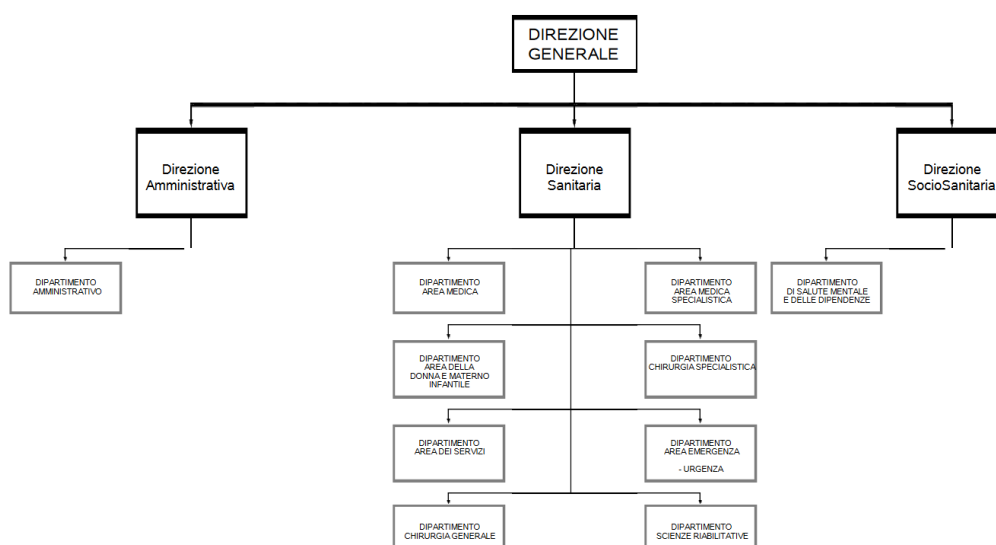 DIREZIONE
GENERALE
Direzione
Amministrativa
Direzione
Sanitaria
Direzione
SocioSanitaria
DIPARTIMENTO
AMMINISTRATIVO
DIPARTIMENTO
AREA MEDICA
DIPARTIMENTO
AREA MEDICA
SPECIALISTICA
DIPARTIMENTO
DI SALUTE MENTALE
E DELLE DIPENDENZE
DIPARTIMENTO
AREA DELLA
DONNA E MATERNO
INFANTILE
DIPARTIMENTO
CHIRURGIA SPECIALISTICA
DIPARTIMENTO
AREA DEI SERVIZI
DIPARTIMENTO
AREA EMERGENZA
- URGENZA
DIPARTIMENTO
CHIRURGIA GENERALE
DIPARTIMENTO
SCIENZE RIABILITATIVE